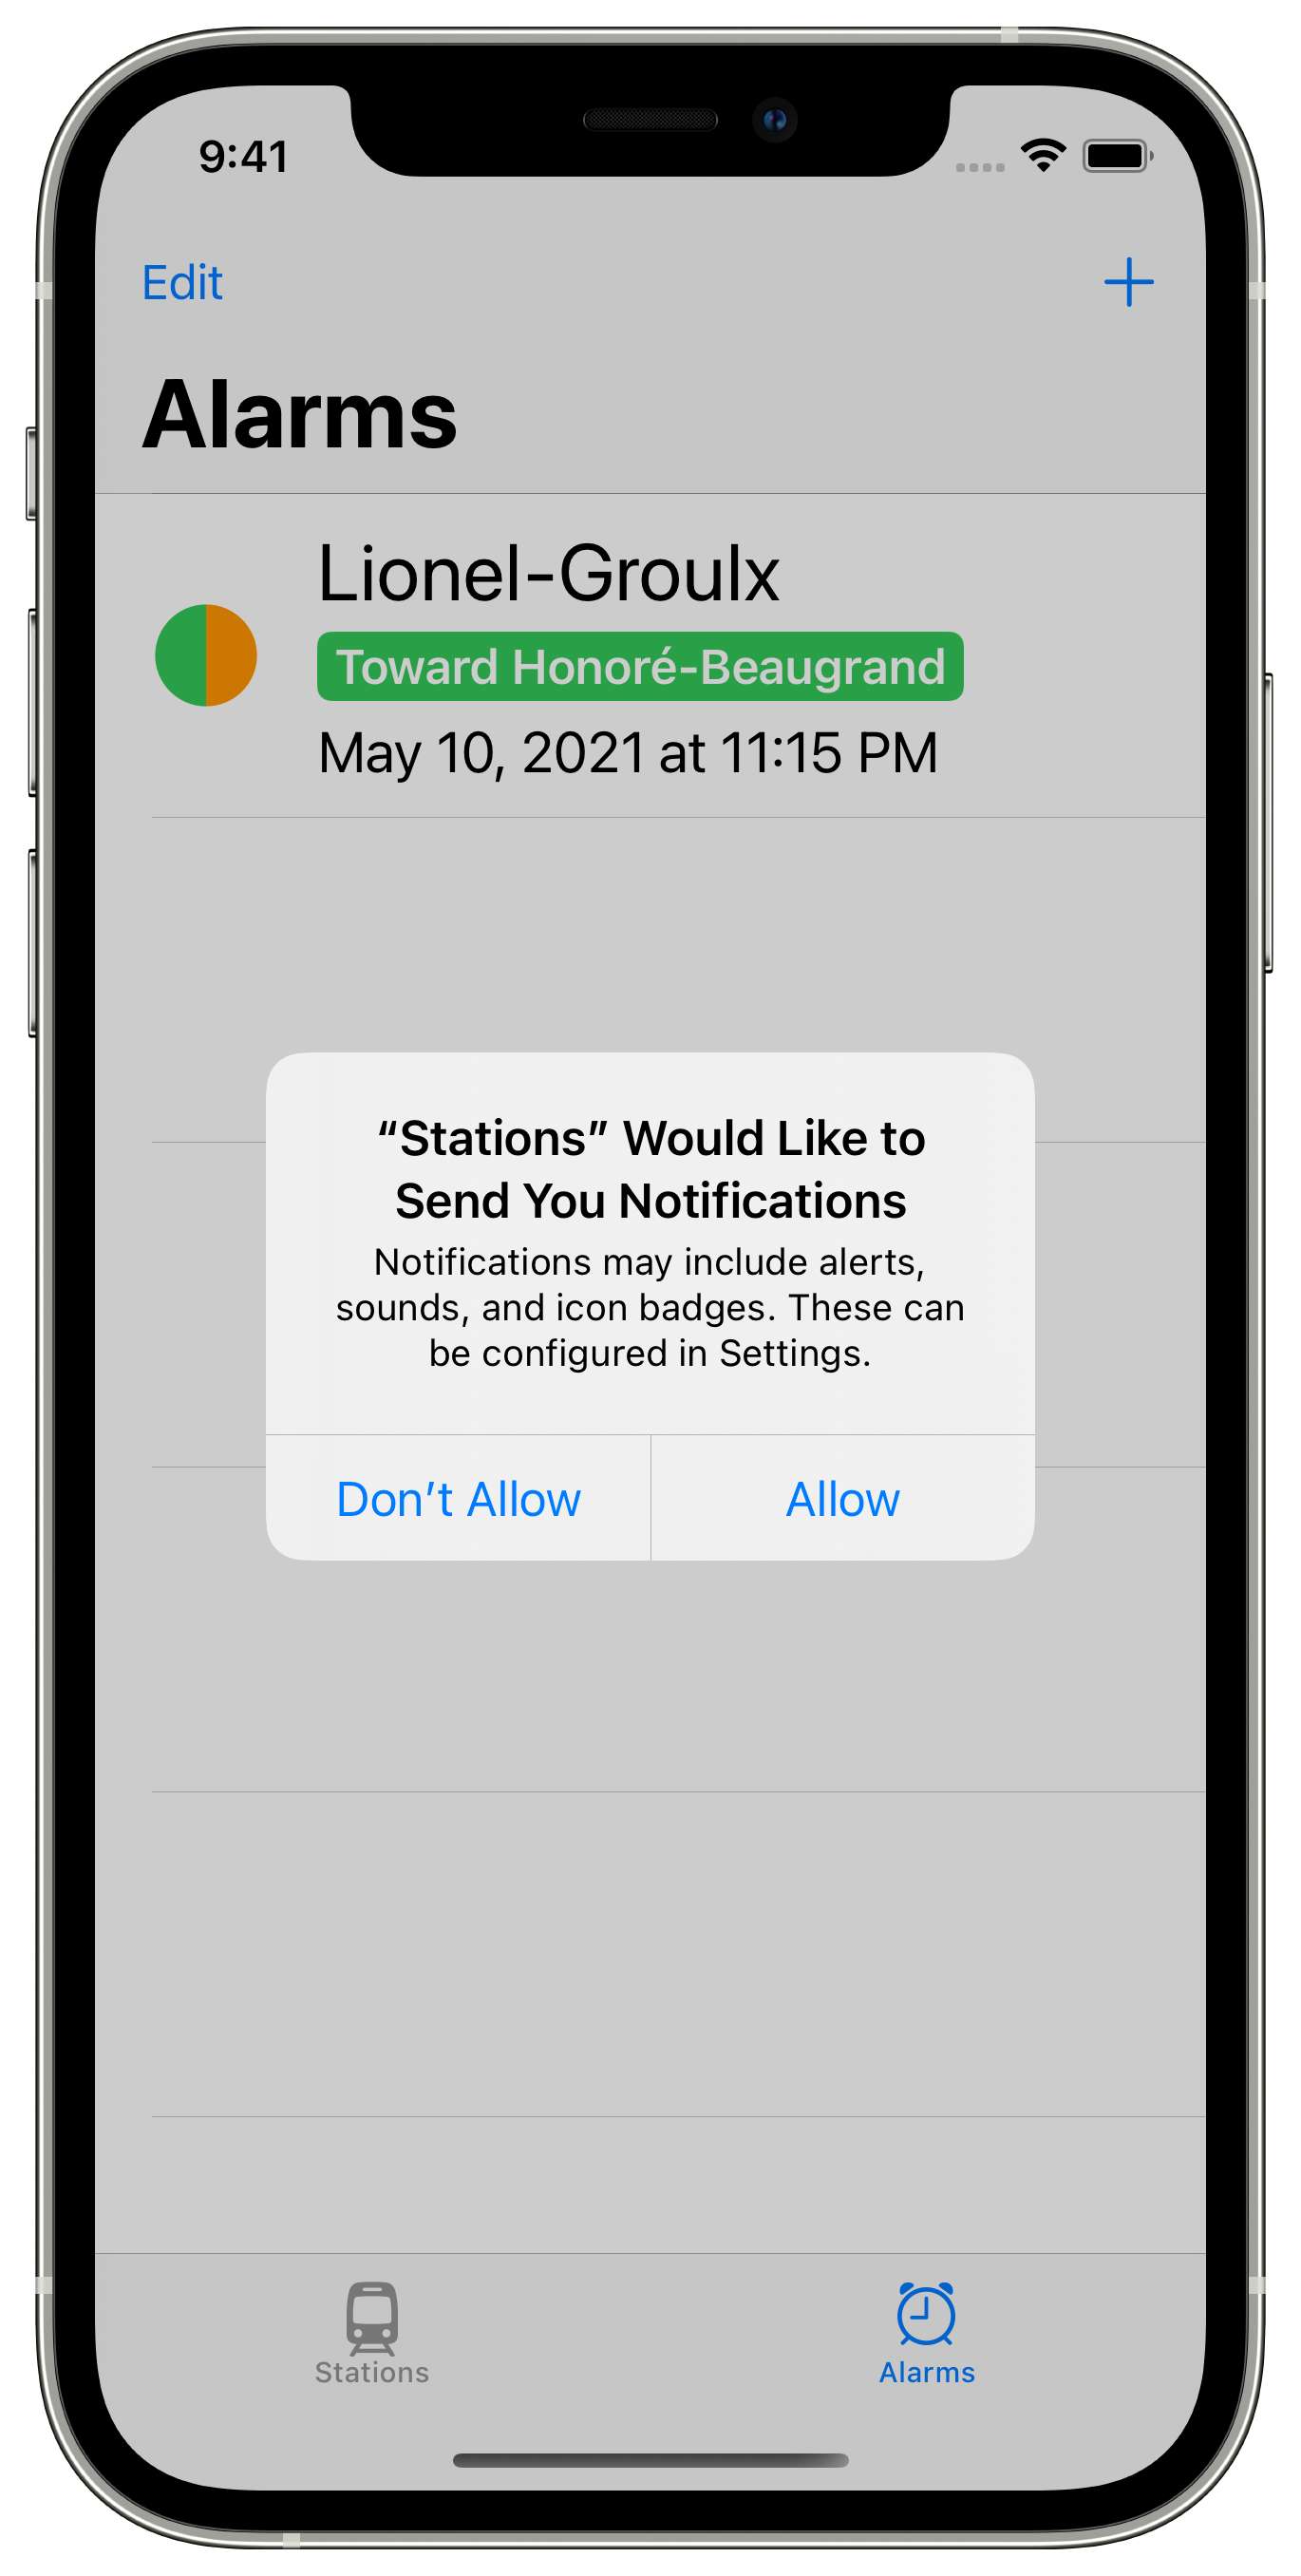 9:41
Edit
Alarms
Lionel-Groulx
Toward Honoré-Beaugrand
May 10, 2021 at 11:15 PM
“Stations” Would Like to
Send You Notifications
Notifications may include alerts,
sounds, and icon badges. These can
be configured in Settings.
Don’t Allow
Allow
Stations
Alarms